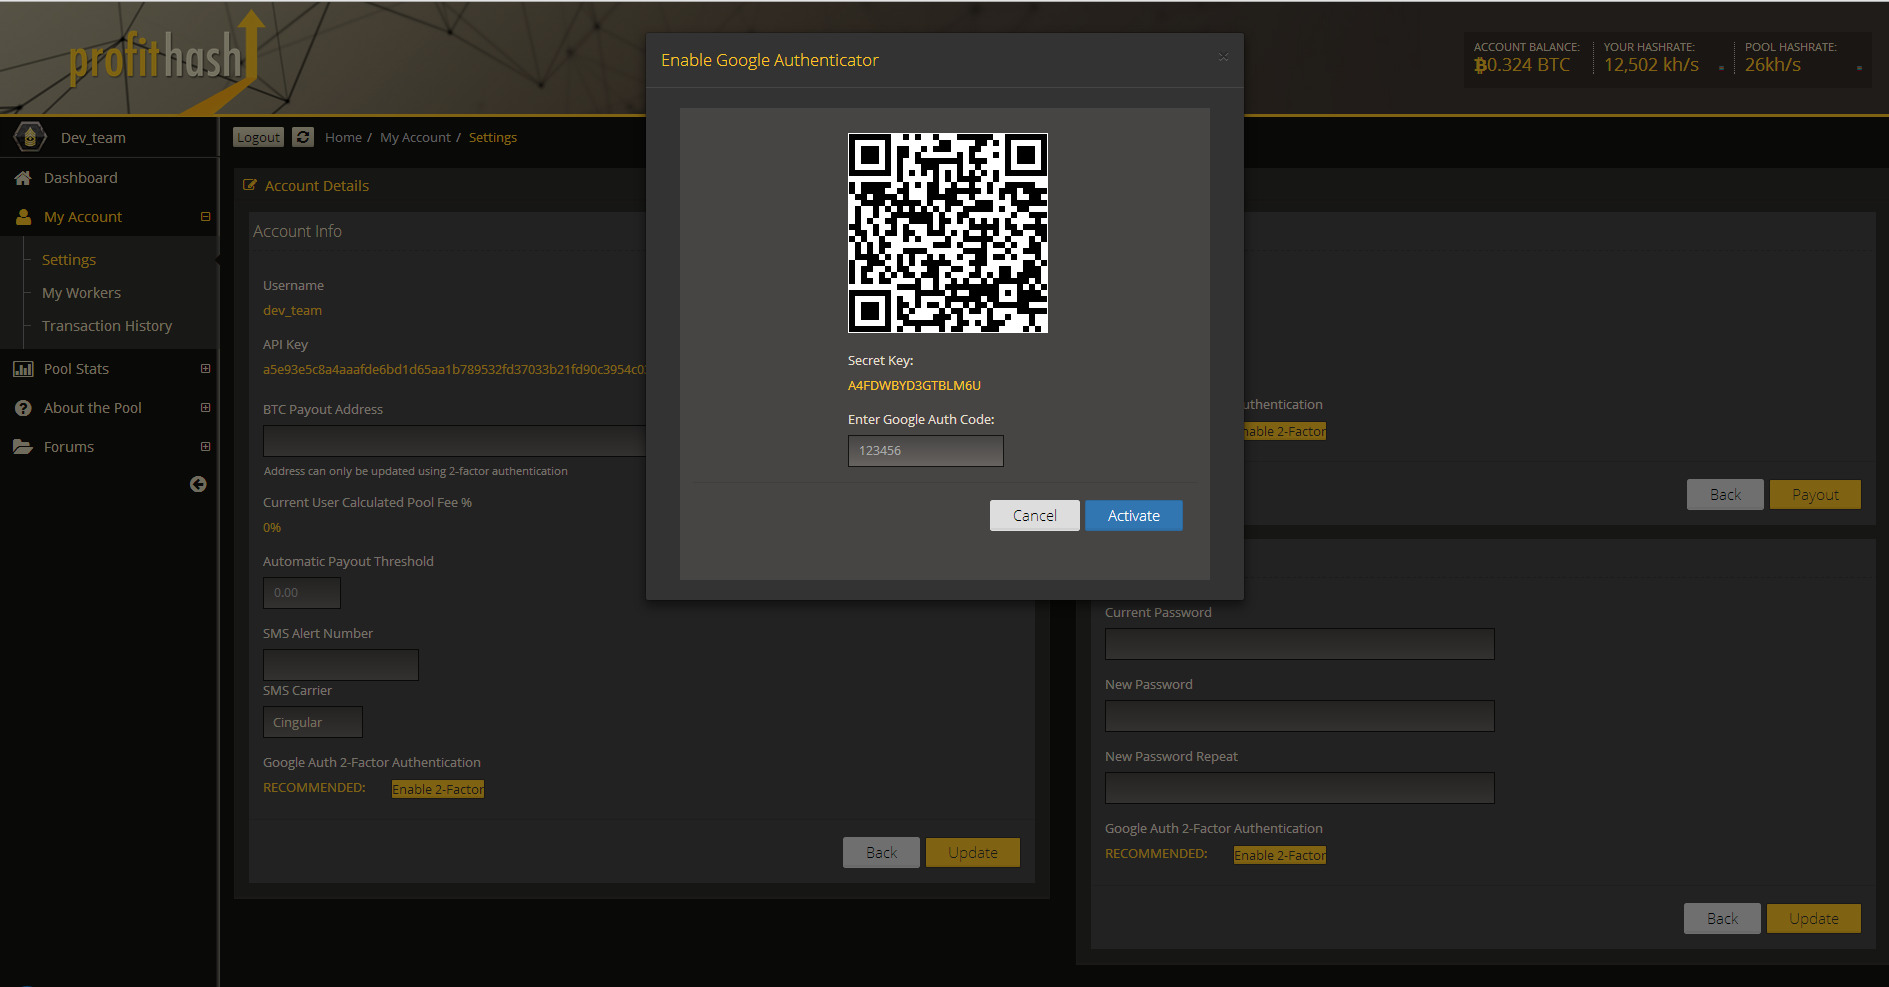 profithash
ACCOUNT BALANCE:
฿0.324 BTC
YOUR HASHRATE:
12,502 kh/s
POOL HASHRATE:
26kh/s
Enable Google Authenticator
Secret Key:
A4FDWBYD3GTBLM6U
Enter Google Auth Code:
123456
Cancel
Activate
Dev_team
Dashboard
My Account
Settings
My Workers
Transaction History
Pool Stats
About the Pool
Forums
Logout
Home / My Account / Settings
Account Details
Account Info
Username
dev_team
API Key
a5e93e5c8a4aaafde6bd1d65aa1b789532fd37033b21fd90c3954c0
BTC Payout Address
Address can only be updated using 2-factor authentication
Current User Calculated Pool Fee %
0%
Automatic Payout Threshold
0.00
SMS Alert Number
SMS Carrier
Cingular
Google Auth 2-Factor Authentication
RECOMMENDED: Enable 2-Factor
Back
Update
uthentication
nable 2-Factor
Back
Payout
Current Password
New Password
New Password Repeat
Google Auth 2-Factor Authentication
RECOMMENDED: Enable 2-Factor
Back
Update